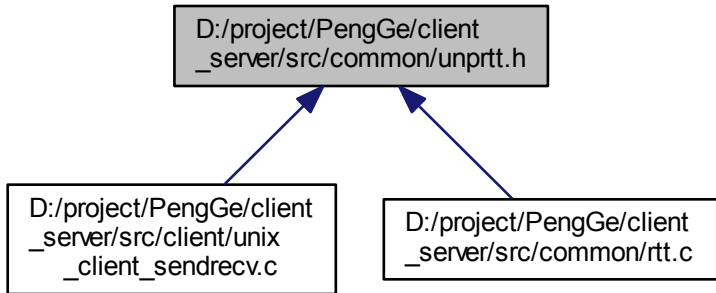 D:/project/PengGe/client
_server/src/common/unprtt.h
D:/project/PengGe/client
_server/src/client/unix
_client_sendrecv.c
D:/project/PengGe/client
_server/src/common/rtt.c